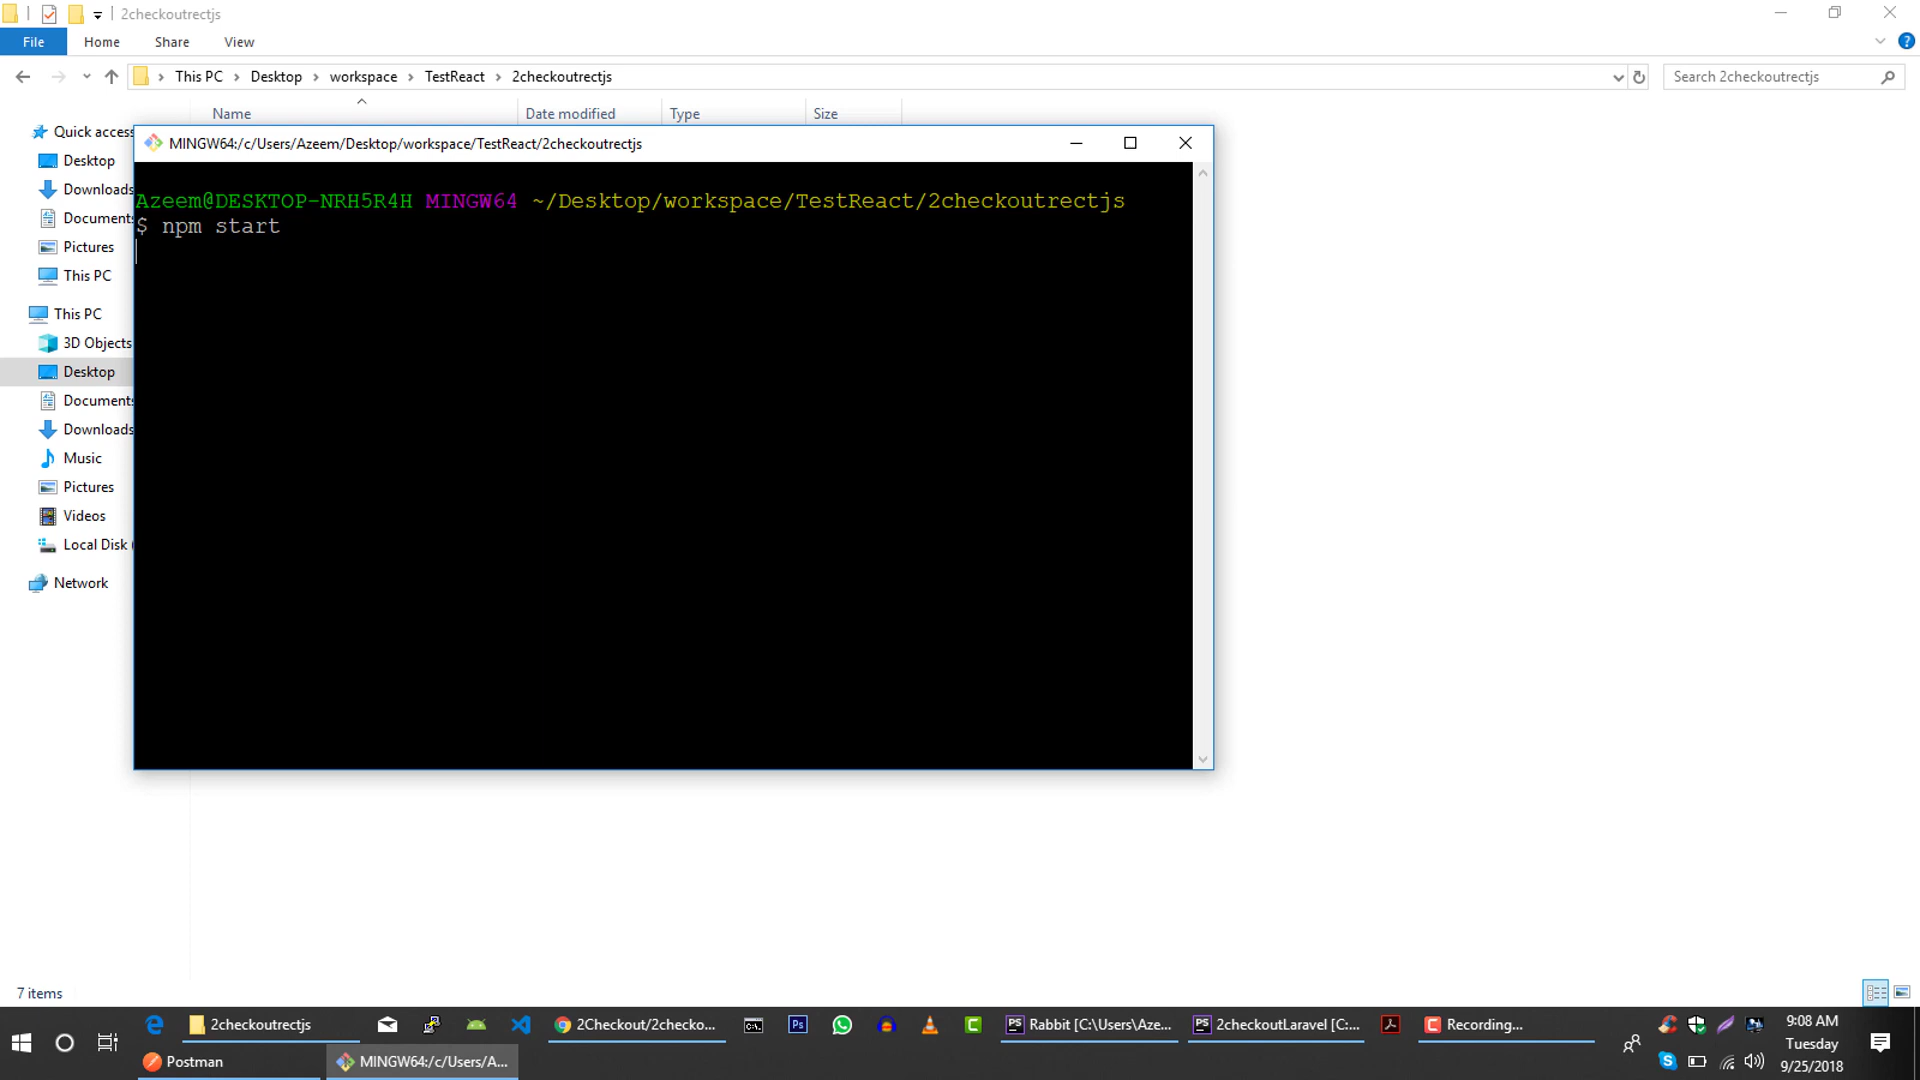 2checkoutrectjs
File Home Share View
This PC Desktop workspace TestReact 2checkoutrectjs Search 2checkoutrectjs
Name Date modified Type Size
MINGW64:/c/Users/Azeem/Desktop/workspace/TestReact/2checkoutrectjs
Azeem@DESKTOP-NRH5R4H MINGW64 ~/Desktop/workspace/TestReact/2checkoutrectjs
$ npm start
Quick access
Desktop
Downloads
Documents
Pictures
This PC
This PC
3D Objects
Desktop
Documents
Downloads
Music
Pictures
Videos
Local Disk (
Network
7 items
2checkoutrectjs 2Checkout/2checko... Ps PS Rabbit [C:\Users\Aze... PS 2checkoutLaravel [C:... Recording...
Postman MINGW64:/c/Users/A...
9:08 AM
Tuesday
9/25/2018